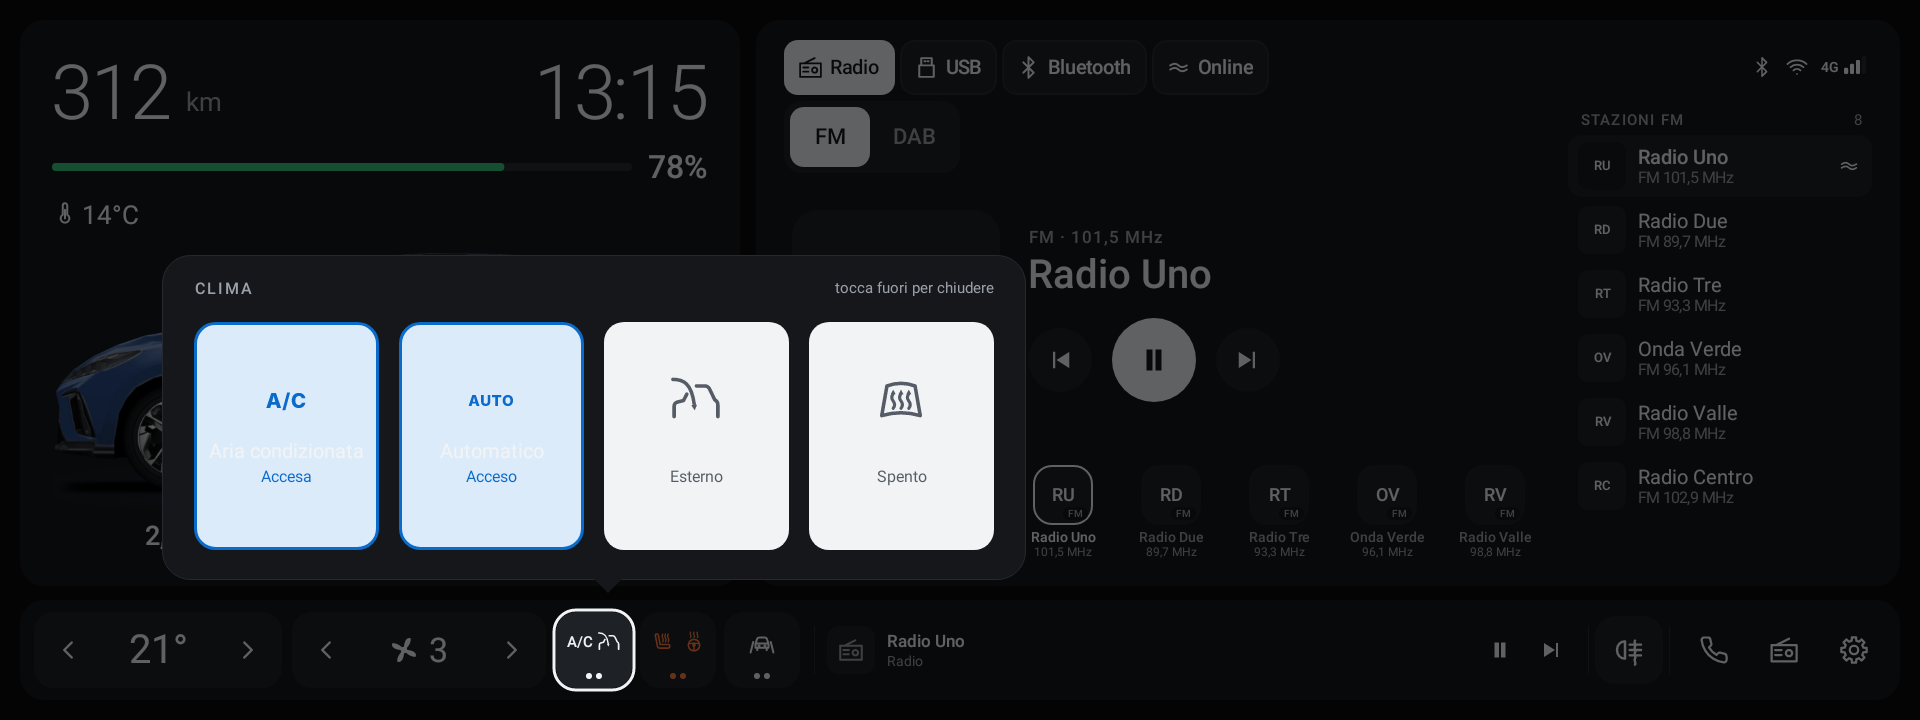 312 km
13:15
78%
14°C
Radio
USB
Bluetooth
Online
4G
FM
DAB
STAZIONI FM
8
RU
Radio Uno
FM 101,5 MHz
RD
Radio Due
FM 89,7 MHz
RT
Radio Tre
FM 93,3 MHz
OV
Onda Verde
FM 96,1 MHz
RV
Radio Valle
FM 98,8 MHz
RC
Radio Centro
FM 102,9 MHz
FM · 101,5 MHz
Radio Uno
CLIMA
tocca fuori per chiudere
A/C
Aria condizionata
Accesa
AUTO
Automatico
Acceso
Esterno
Spento
RU
FM
Radio Uno
101,5 MHz
RD
FM
Radio Due
89,7 MHz
RT
FM
Radio Tre
93,3 MHz
OV
FM
Onda Verde
96,1 MHz
RV
FM
Radio Valle
98,8 MHz
21°
3
A/C
Radio Uno
Radio